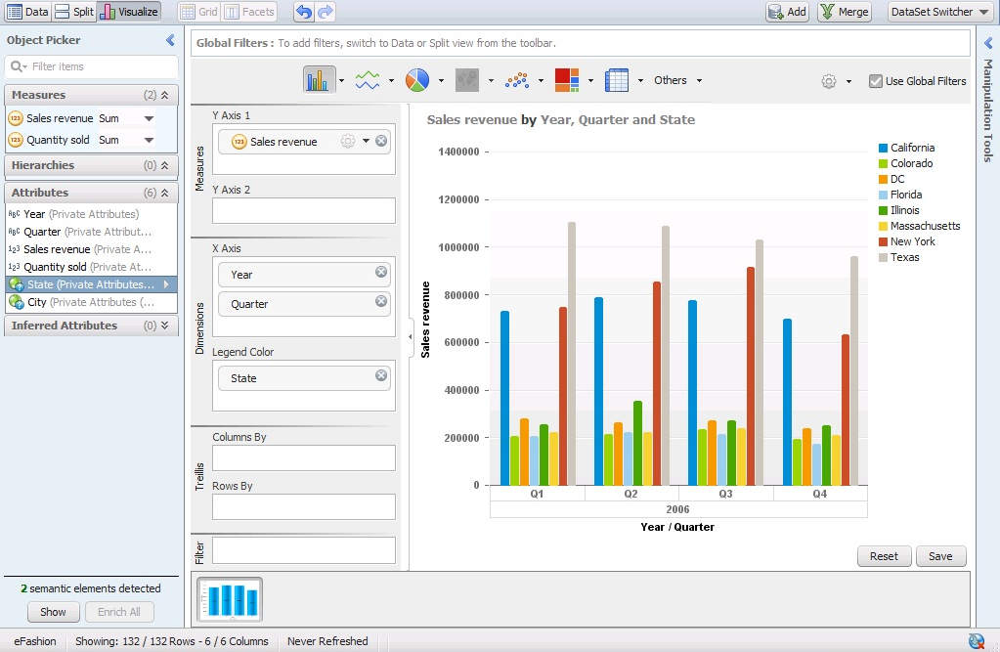 Data Split Visualize Grid Facets Add Merge DataSet Switcher
Object Picker
Filter items
Measures (2)
123 Sales revenue Sum
123 Quantity sold Sum
Hierarchies (0)
Attributes (6)
ABC Year (Private Attributes)
ABC Quarter (Private Attribut...
123 Sales revenue (Private A...
123 Quantity sold (Private At...
State (Private Attributes...
City (Private Attributes (...
Inferred Attributes (0)
2 semantic elements detected
Show Enrich All
Global Filters : To add filters, switch to Data or Split view from the toolbar.
Others Use Global Filters
Manipulation Tools
Measures
Y Axis 1
123 Sales revenue
Y Axis 2
Dimensions
X Axis
Year
Quarter
Legend Color
State
Trellis
Columns By
Rows By
Filter
Sales revenue by Year, Quarter and State
Sales revenue
1400000
1200000
1000000
800000
600000
400000
200000
0
Q1 Q2 Q3 Q4
2006
Year / Quarter
California
Colorado
DC
Florida
Illinois
Massachusetts
New York
Texas
Reset Save
eFashion Showing: 132 / 132 Rows - 6 / 6 Columns Never Refreshed